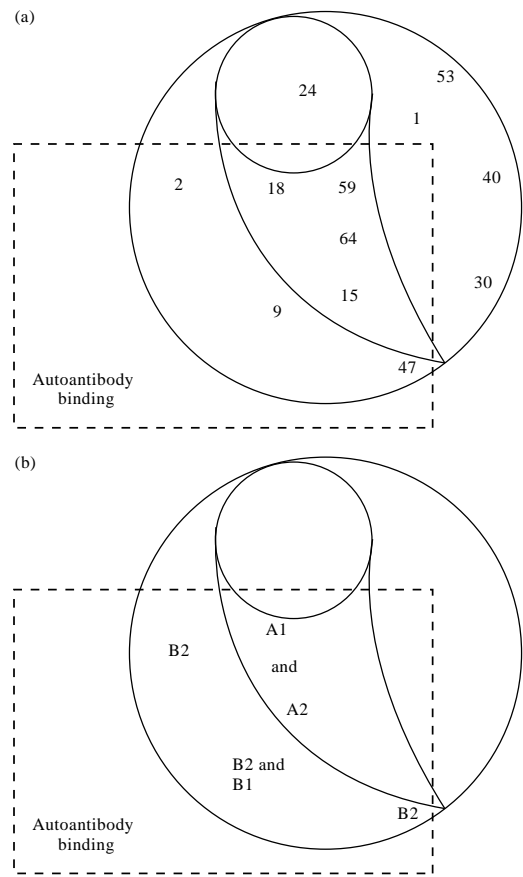 (a)
53
24
1
2
18
59
40
64
30
15
9
47
Autoantibody
binding
(b)
A1
B2
and
A2
B2 and
B1
B2
Autoantibody
binding